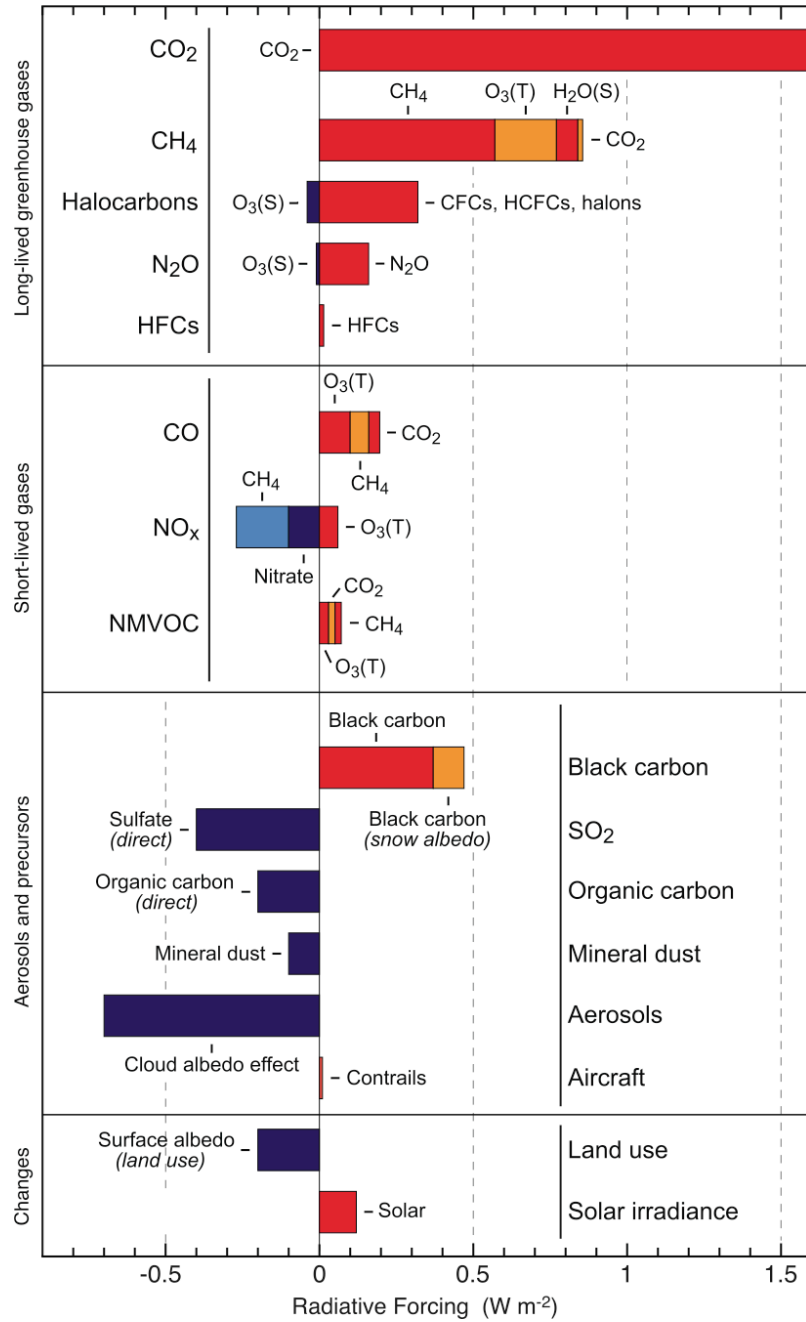 Long-lived greenhouse gases
CO2
CO2
CH4 O3(T) H2O(S)
CH4
CO2
Halocarbons
O3(S)
CFCs, HCFCs, halons
N2O
O3(S)
N2O
HFCs
HFCs
Short-lived gases
O3(T)
CO
CO2
CH4
CH4
NOx
O3(T)
Nitrate
CO2
NMVOC
CH4
O3(T)
Aerosols and precursors
Black carbon
Black carbon
Black carbon
(snow albedo)
Sulfate
(direct)
SO2
Organic carbon
(direct)
Organic carbon
Mineral dust
Mineral dust
Aerosols
Cloud albedo effect
Contrails
Aircraft
Changes
Surface albedo
(land use)
Land use
Solar
Solar irradiance
-0.5 0 0.5 1 1.5
Radiative Forcing (W m-2)